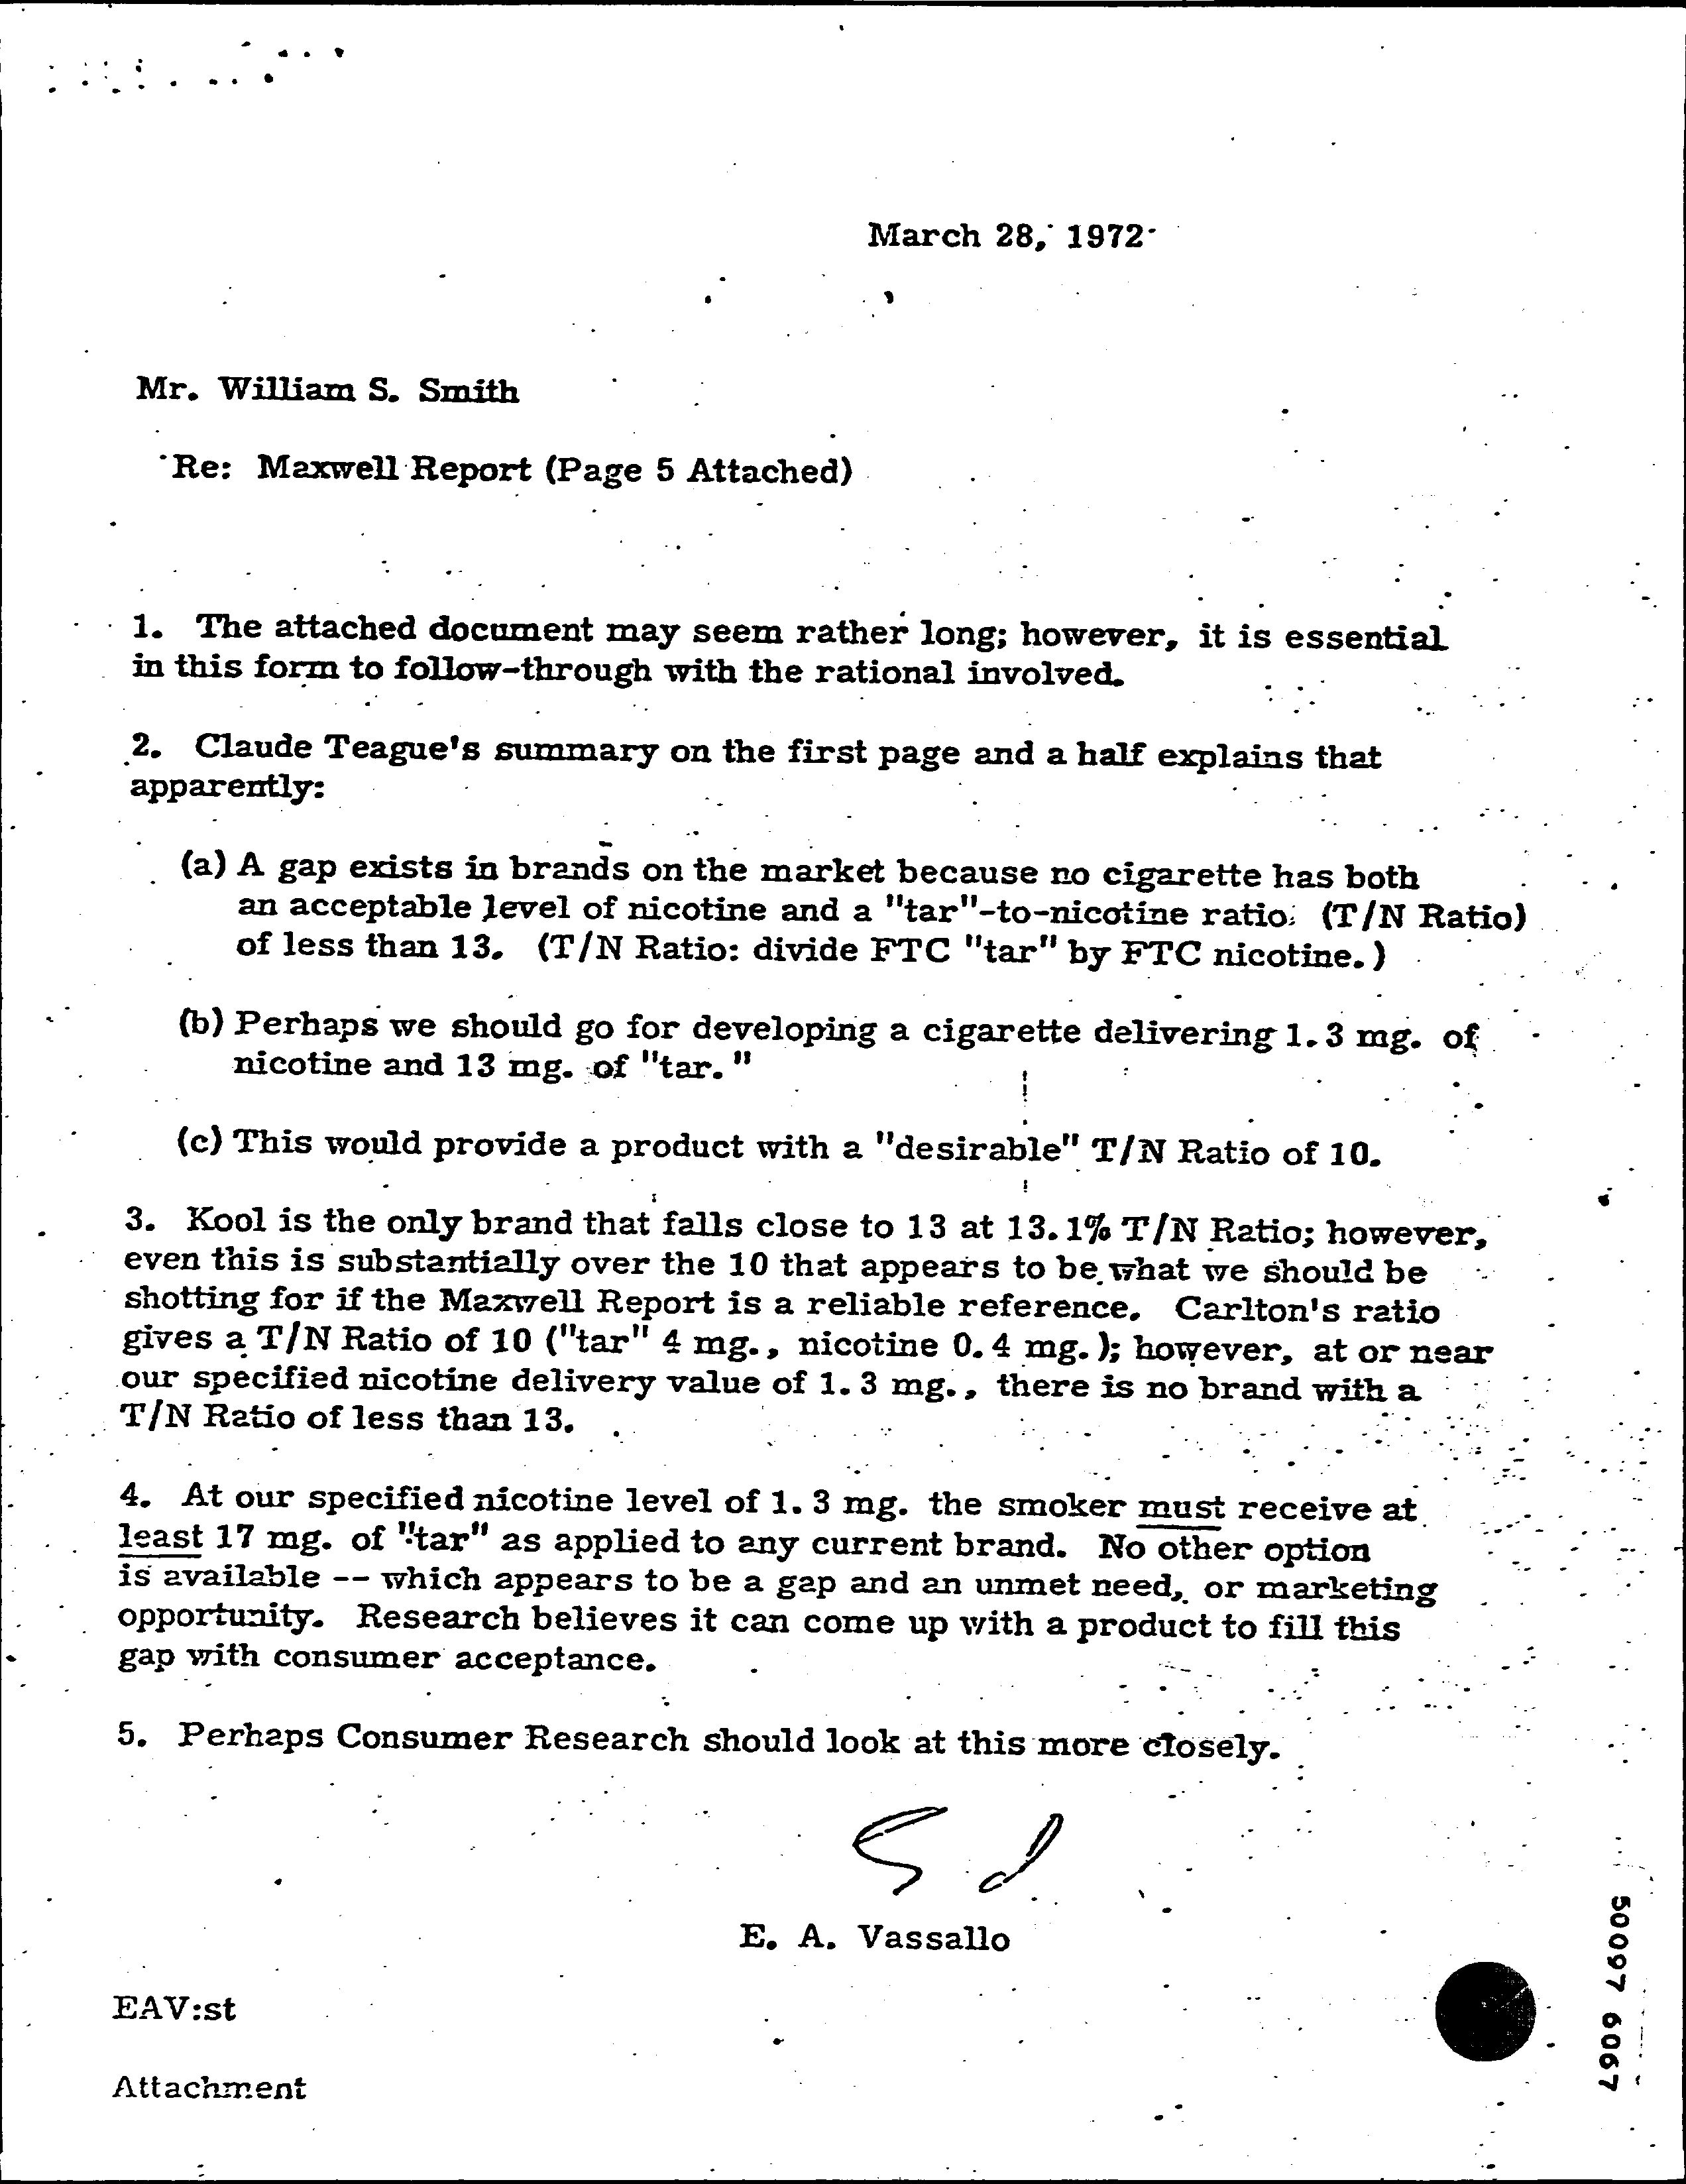 March 28, 1972
Mr. William S. Smith
Re: Maxwell Report (Page 5 Attached)
1. The attached document may seem rather long; however, it is essential
in this form to follow-through with the rational involved.
2. Claude Teague's summary on the first page and a half explains that
apparently:
(a) A gap exists in brands on the market because no cigarette has both
an acceptable level of nicotine and a "tar"-to-nicotine ratio (T/N Ratio)
of less than 13. (T/N Ratio: divide FTC "tar" by FTC nicotine.)
(b) Perhaps we should go for developing a cigarette delivering 1.3 mg. of
nicotine and 13 mg. of "tar."
(c) This would provide a product with a "desirable" T/N Ratio of 10.
3. Kool is the only brand that falls close to 13 at 13.1% T/N Ratio; however,
even this is substantially over the 10 that appears to be what we should be
shotting for if the Maxwell Report is a reliable reference. Carlton's ratio
gives a T/N Ratio of 10 ("tar" 4 mg., nicotine 0.4 mg.); however, at or near
our specified nicotine delivery value of 1.3 mg., there is no brand with a
T/N Ratio of less than 13.
4. At our specified nicotine level of 1.3 mg. the smoker must receive at
least 17 mg. of "tar" as applied to any current brand. No other option
is available -- which appears to be a gap and an unmet need, or marketing
opportunity. Research believes it can come up with a product to fill this
gap with consumer acceptance.
5. Perhaps Consumer Research should look at this more closely.
E. A. Vassallo
EAV:st
Attachment
50097 6067